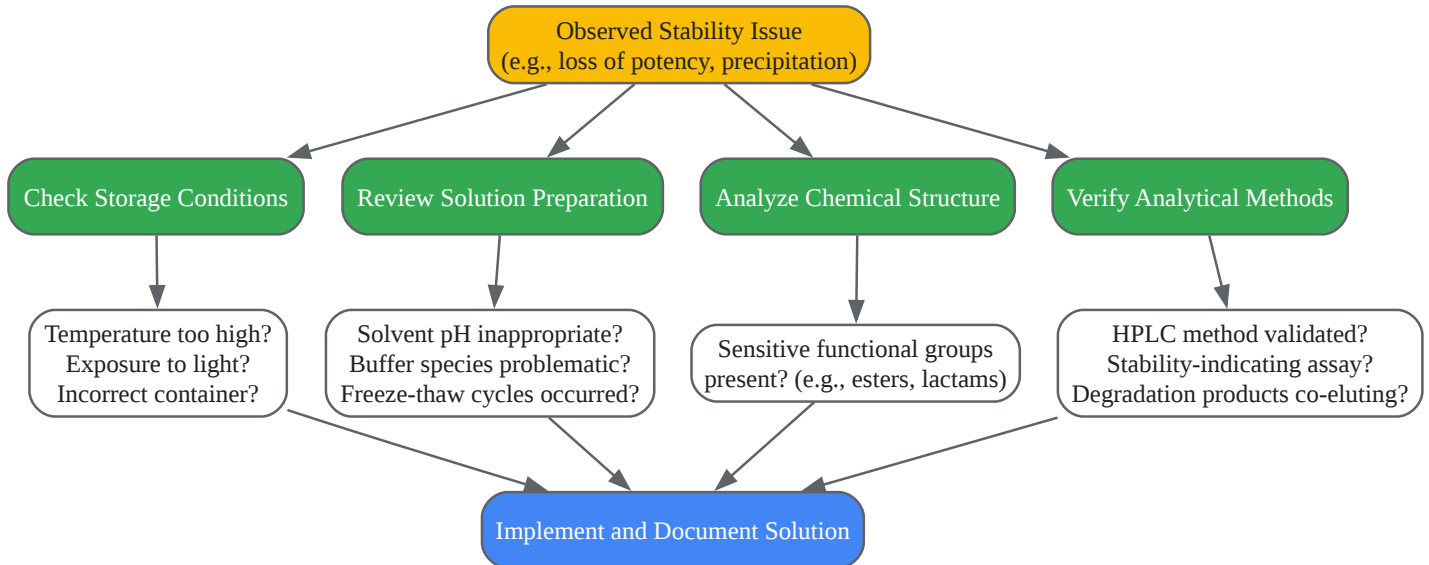 Observed Stability Issue
(e.g., loss of potency, precipitation)
Check Storage Conditions
Review Solution Preparation
Analyze Chemical Structure
Verify Analytical Methods
Temperature too high?
Exposure to light?
Incorrect container?
Solvent pH inappropriate?
Buffer species problematic?
Freeze-thaw cycles occurred?
Sensitive functional groups
present? (e.g., esters, lactams)
HPLC method validated?
Stability-indicating assay?
Degradation products co-eluting?
Implement and Document Solution